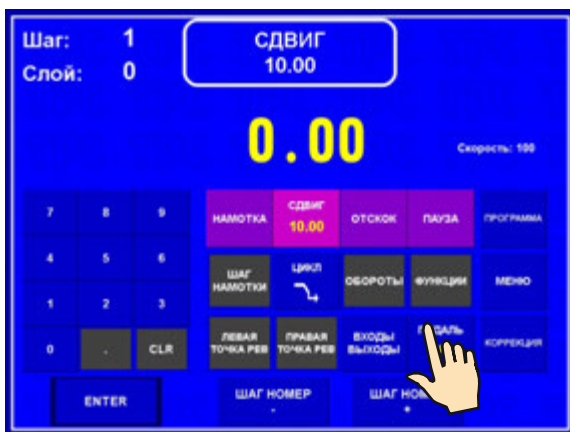 Шаг: 1
Слой: 0
СДВИГ
10.00
0.00
Скорость: 100
7 8 9
НАМОТКА
СДВИГ
10.00
ОТСКОК
ПАУЗА
ПРОГРАММА
4 5 6
ШАГ
НАМОТКИ
ЦИКЛ
ОБОРОТЫ
ФУНКЦИИ
МЕНЮ
1 2 3
0 . CLR
ЛЕВАЯ
ТОЧКА РЕВ
ПРАВАЯ
ТОЧКА РЕВ
ВХОДЫ
ВЫХОДЫ
КОРРЕКЦИЯ
ENTER
ШАГ НОМЕР
-
ШАГ
+